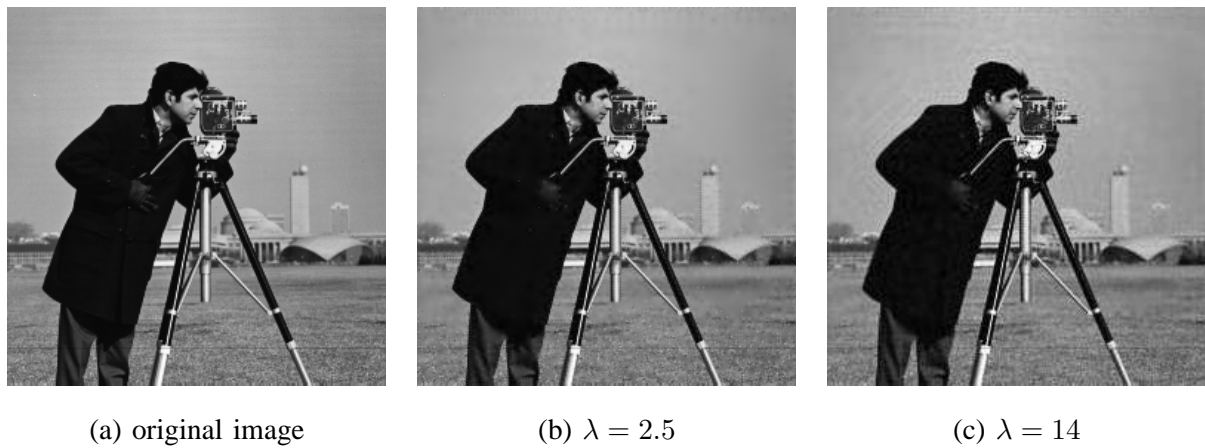 (a) original image
(b) λ = 2.5
(c) λ = 14